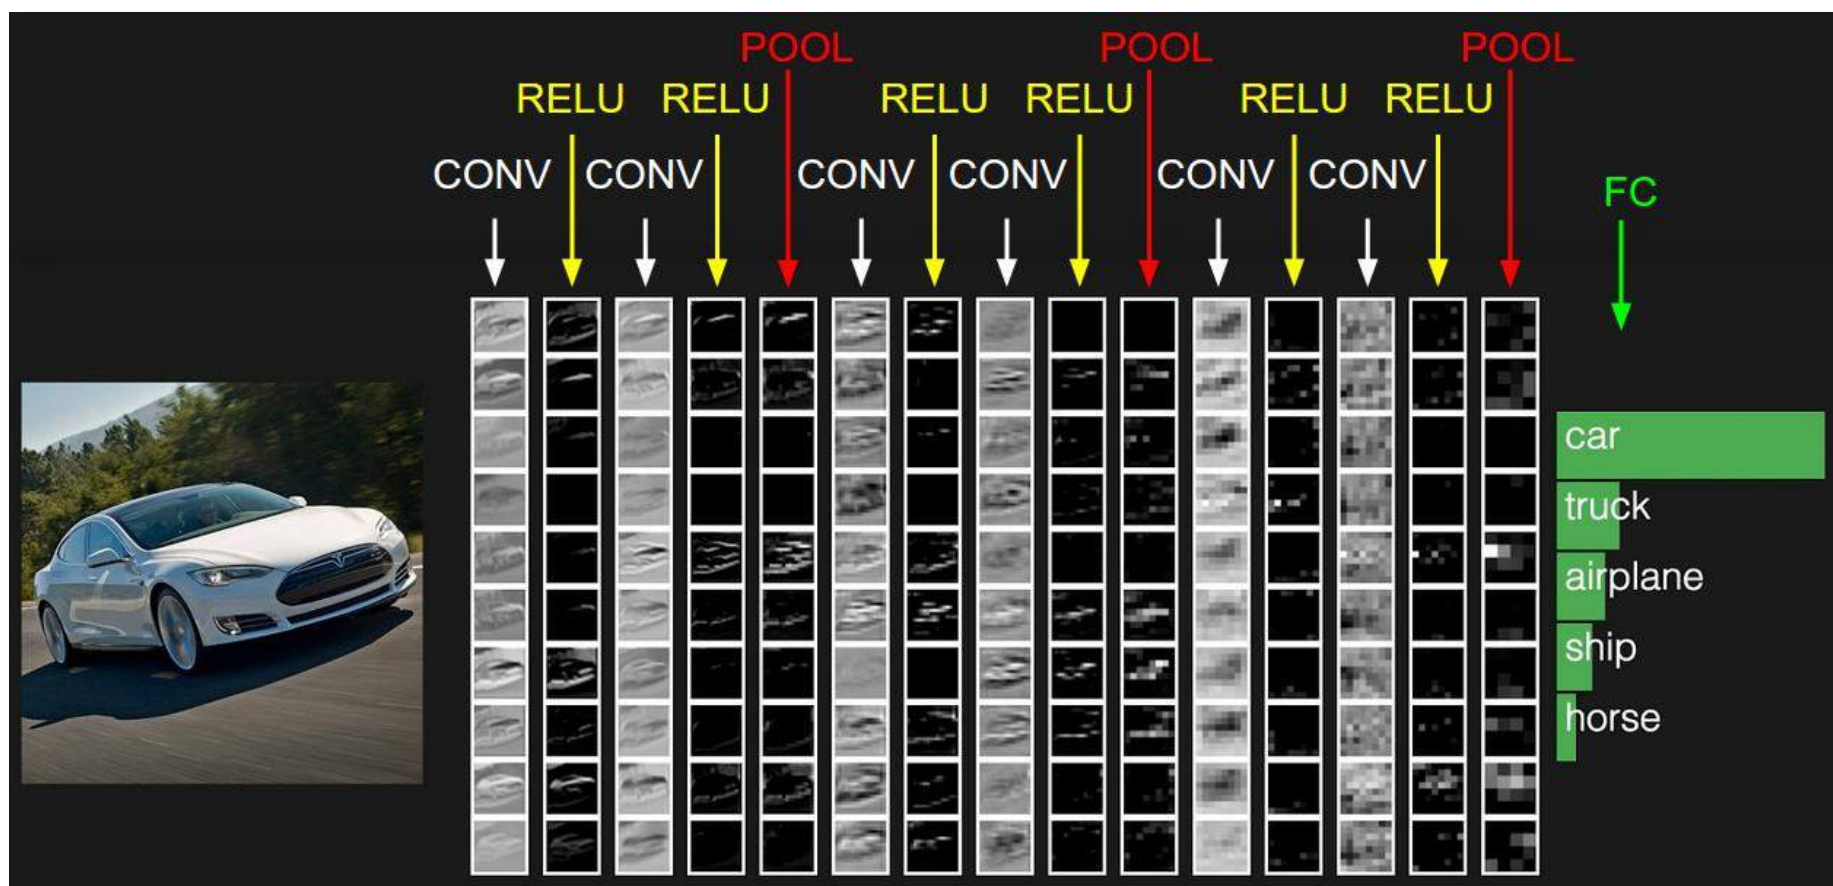 POOL POOL POOL
RELU RELU RELU RELU RELU RELU
CONV CONV CONV CONV CONV CONV
FC
car
truck
airplane
ship
horse